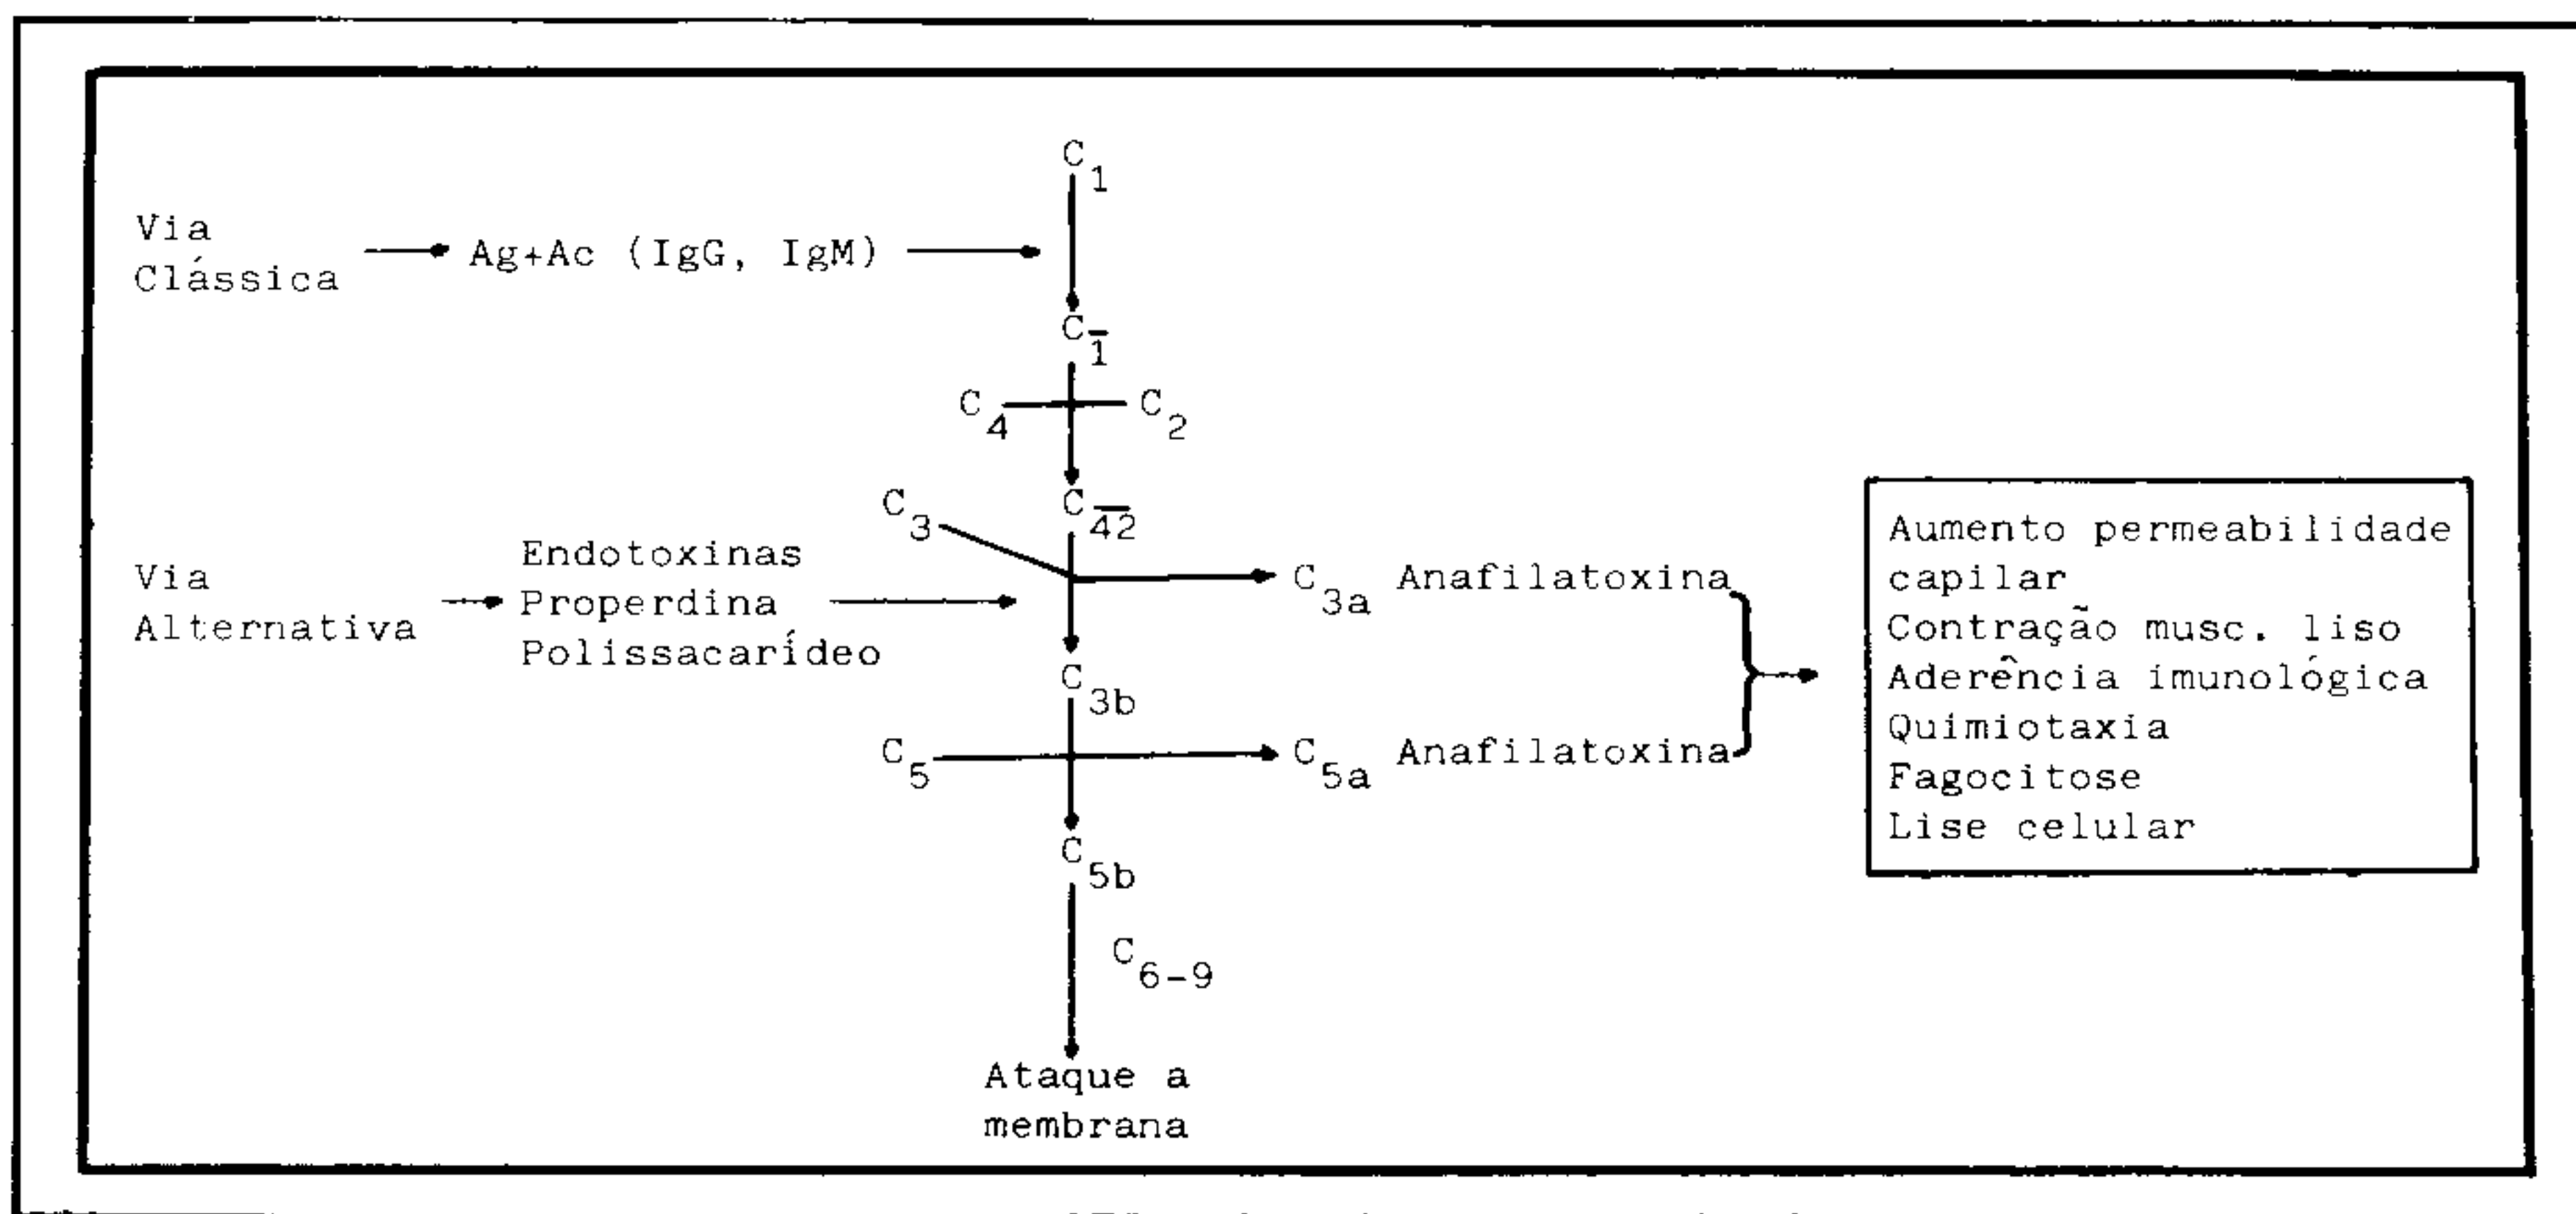 C1
Via
Clássica
Ag+Ac (IgG, IgM)
C1̅
C4
C2
C4̅2̅
C3
Via
Alternativa
Endotoxinas
Properdina
Polissacarídeo
C3a Anafilatoxina
C3b
C5
C5a Anafilatoxina
C5b
C6-9
Ataque a
membrana
Aumento permeabilidade
capilar
Contração musc. liso
Aderência imunológica
Quimiotaxia
Fagocitose
Lise celular